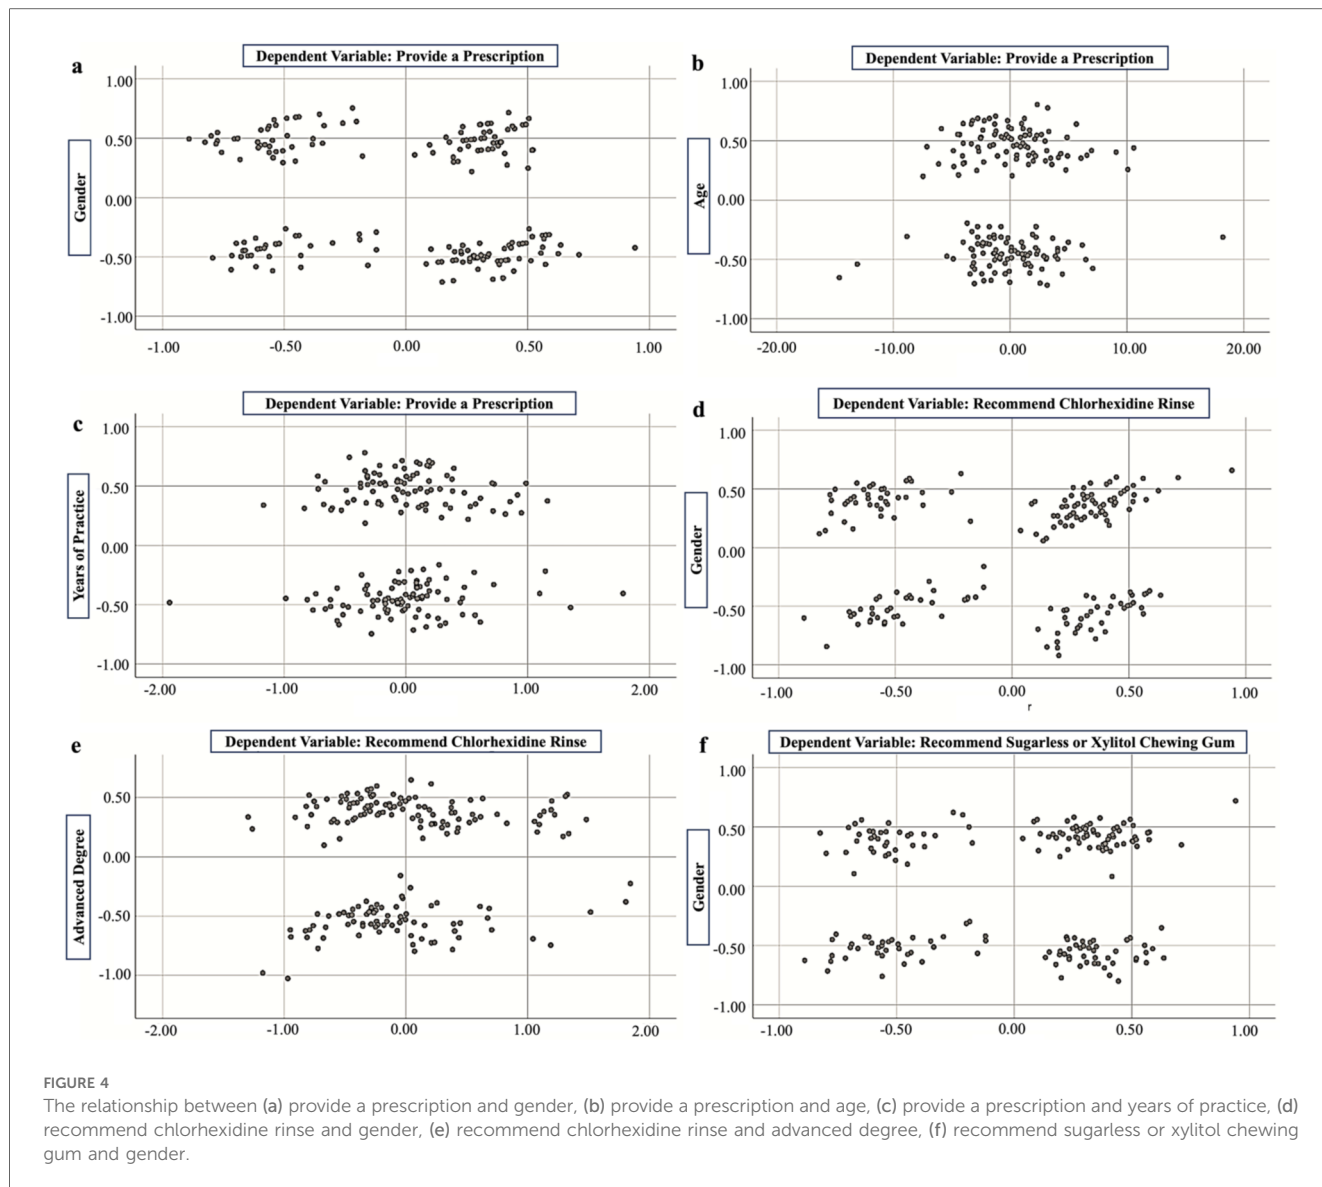 a
Dependent Variable: Provide a Prescription
Gender
1.00
0.50
0.00
-0.50
-1.00
-1.00
-0.50
0.00
0.50
1.00
b
Dependent Variable: Provide a Prescription
Age
1.00
0.50
0.00
-0.50
-1.00
-20.00
-10.00
0.00
10.00
20.00
c
Dependent Variable: Provide a Prescription
Years of Practice
1.00
0.50
0.00
-0.50
-1.00
-2.00
-1.00
0.00
1.00
2.00
d
Dependent Variable: Recommend Chlorhexidine Rinse
Gender
1.00
0.50
0.00
-0.50
-1.00
-1.00
-0.50
0.00
0.50
1.00
r
e
Dependent Variable: Recommend Chlorhexidine Rinse
Advanced Degree
0.50
0.00
-0.50
-1.00
-2.00
-1.00
0.00
1.00
2.00
f
Dependent Variable: Recommend Sugarless or Xylitol Chewing Gum
Gender
1.00
0.50
0.00
-0.50
-1.00
-1.00
-0.50
0.00
0.50
1.00
FIGURE 4
The relationship between (a) provide a prescription and gender, (b) provide a prescription and age, (c) provide a prescription and years of practice, (d)
recommend chlorhexidine rinse and gender, (e) recommend chlorhexidine rinse and advanced degree, (f) recommend sugarless or xylitol chewing
gum and gender.